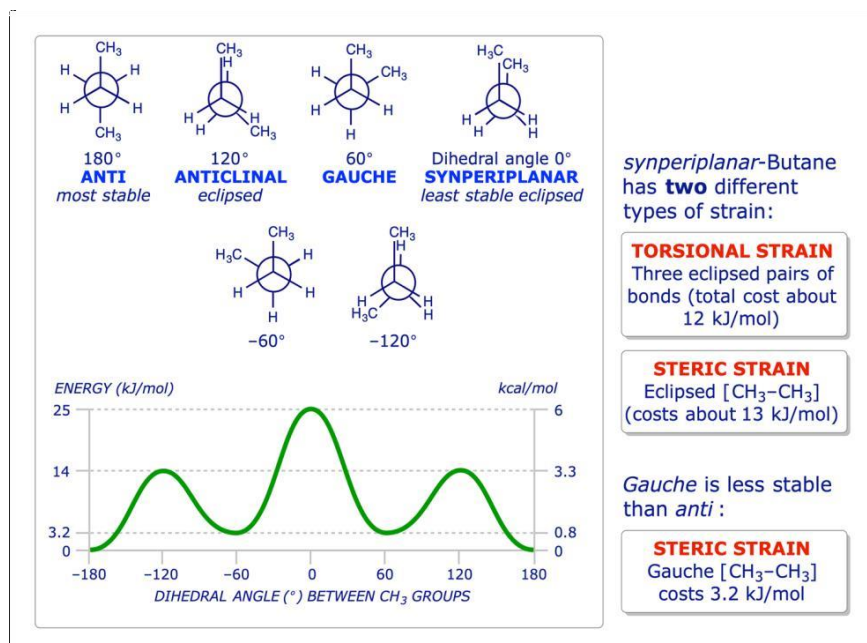 CH₃
H
H
H
H
CH₃
180°
ANTI
most stable
CH₃
H
H
H
H
CH₃
120°
ANTICLINAL
eclipsed
CH₃
H
CH₃
H
H
H
60°
GAUCHE
H₃C
CH₃
H
H
H
H
Dihedral angle 0°
SYNPERIPLANAR
least stable eclipsed
CH₃
H₃C
H
H
H
H
–60°
CH₃
H
H
H
H₃C
H
–120°
ENERGY (kJ/mol)
kcal/mol
25
14
3.2
0
6
3.3
0.8
0
−180 −120 −60 0 60 120 180
DIHEDRAL ANGLE (°) BETWEEN CH₃ GROUPS
synperiplanar-Butane
has two different
types of strain:
TORSIONAL STRAIN
Three eclipsed pairs of
bonds (total cost about
12 kJ/mol)
STERIC STRAIN
Eclipsed [CH₃–CH₃]
(costs about 13 kJ/mol)
Gauche is less stable
than anti :
STERIC STRAIN
Gauche [CH₃–CH₃]
costs 3.2 kJ/mol